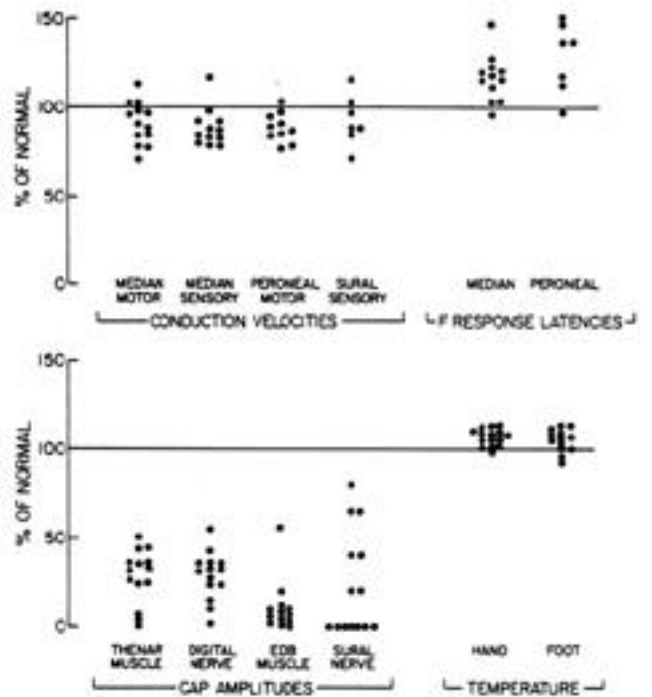 150
100
50
0
% OF NORMAL
MEDIAN MOTOR
MEDIAN SENSORY
PERONEAL MOTOR
SURAL SENSORY
CONDUCTION VELOCITIES
MEDIAN
PERONEAL
F RESPONSE LATENCIES
150
100
50
0
% OF NORMAL
THENAR MUSCLE
DIGITAL NERVE
EDB MUSCLE
SURAL NERVE
CAP AMPLITUDES
HAND
FOOT
TEMPERATURE